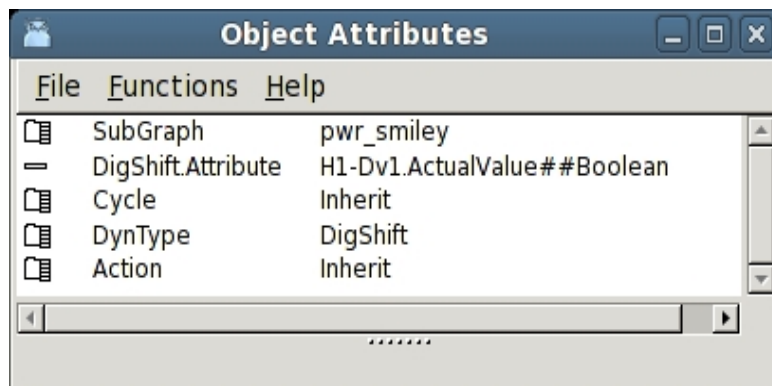 Object Attributes
File Functions Help
SubGraph pwr_smiley
DigShift.Attribute H1-Dv1.ActualValue##Boolean
Cycle Inherit
DynType DigShift
Action Inherit